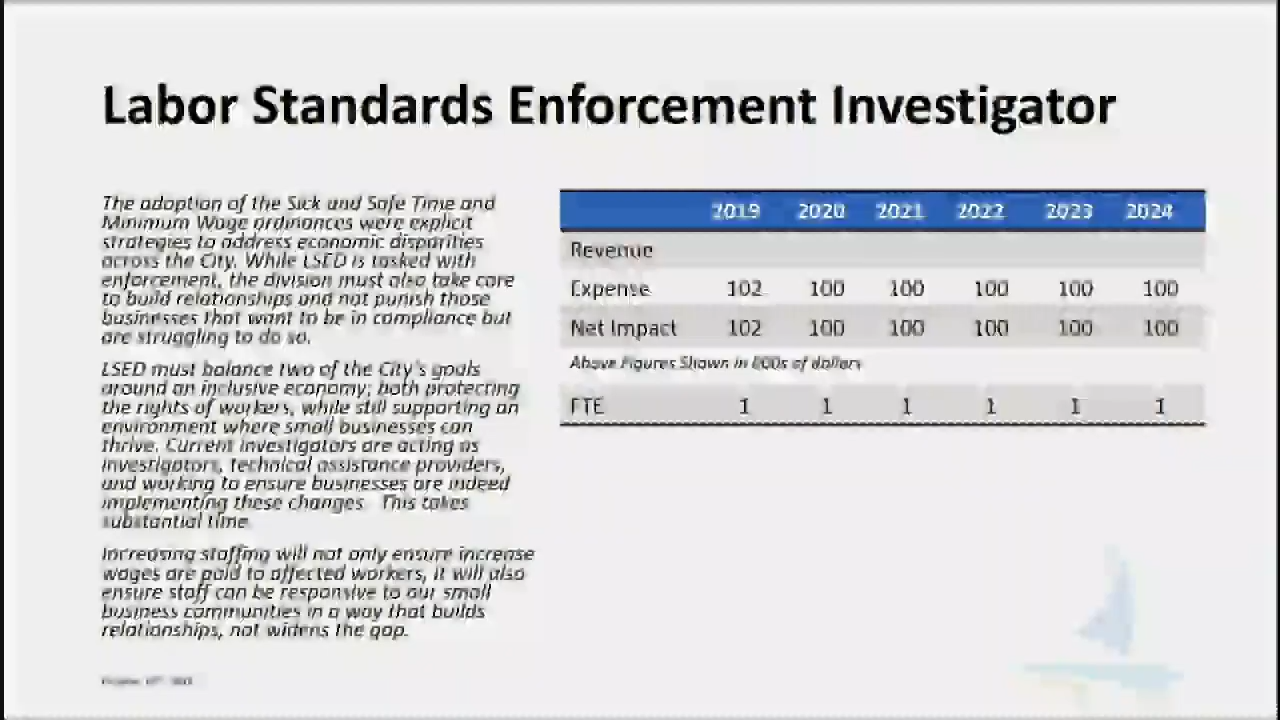 Labor Standards Enforcement Investigator
The adoption of the Sick and Safe Time and
Minimum Wage ordinances were explicit
strategies to address economic disparities
across the City. While LSED is tasked with
enforcement, the division must also take care
to build relationships and not punish those
businesses that want to be in compliance but
are struggling to do so.
LSED must balance two of the City's goals
around an inclusive economy; both protecting
the rights of workers, while still supporting an
environment where small businesses can
thrive. Current investigators are acting as
investigators, technical assistance providers,
and working to ensure businesses are indeed
implementing these changes. This takes
substantial time.
Increasing staffing will not only ensure increase
wages are paid to affected workers, it will also
ensure staff can be responsive to our small
business communities in a way that builds
relationships, not widens the gap.
2019 2020 2021 2022 2023 2024
Revenue
Expense 102 100 100 100 100 100
Net Impact 102 100 100 100 100 100
Above Figures Shown in 000s of dollars
FTE 1 1 1 1 1 1